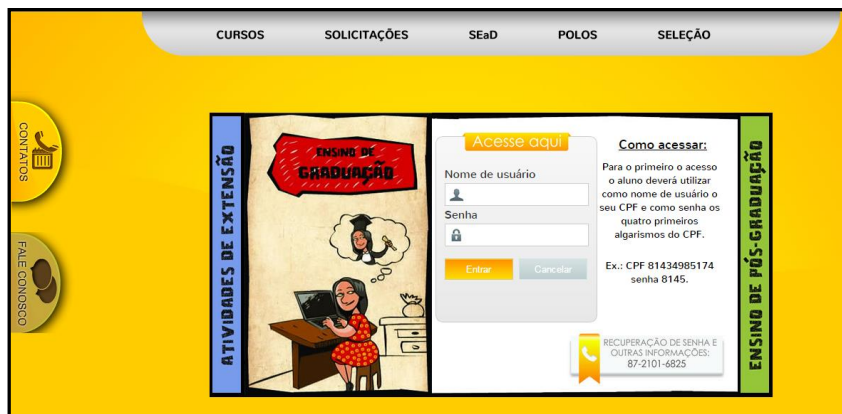 CURSOS
SOLICITAÇÕES
SEaD
POLOS
SELEÇÃO
CONTATOS
FALE CONOSCO
ATIVIDADES DE EXTENSÃO
ENSINO DE
GRADUAÇÃO
Acesse aqui
Nome de usuário
Senha
Entrar
Cancelar
Como acessar:
Para o primeiro o acesso
o aluno deverá utilizar
como nome de usuário o
seu CPF e como senha os
quatro primeiros
algarismos do CPF.
Ex.: CPF 81434985174
senha 8145.
RECUPERAÇÃO DE SENHA E
OUTRAS INFORMAÇÕES:
87-2101-6825
ENSINO DE PÓS-GRADUAÇÃO